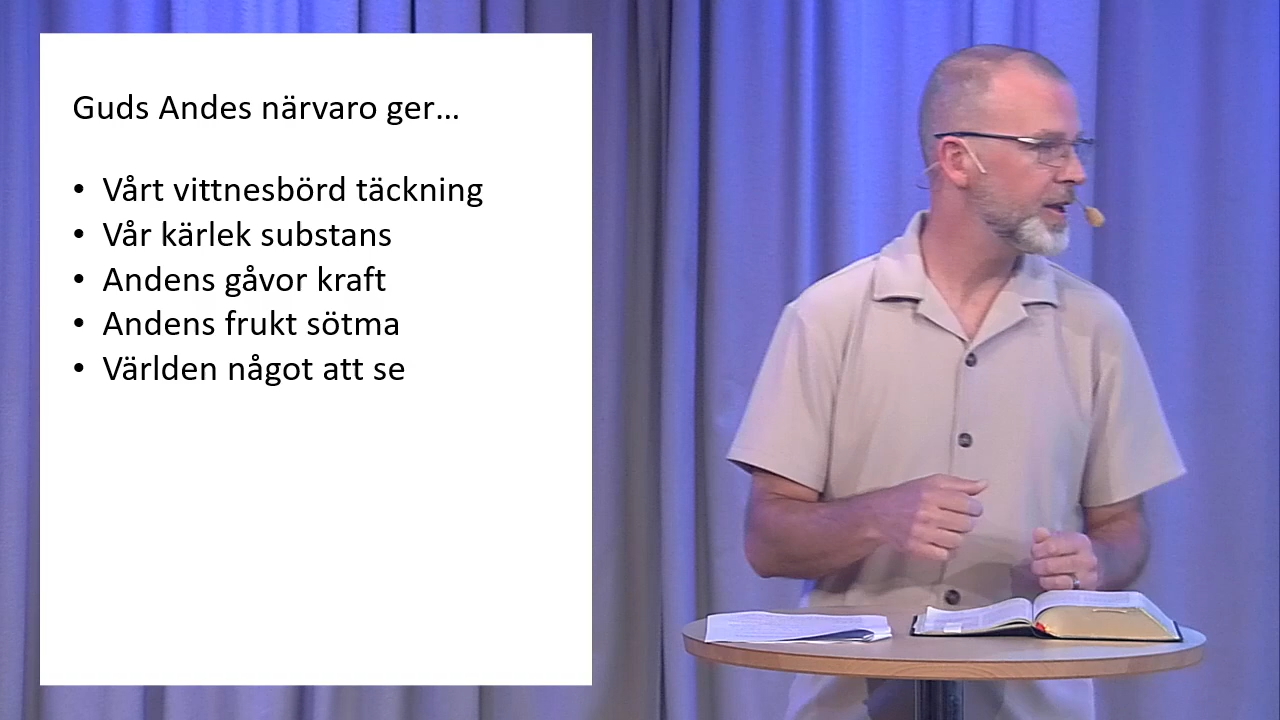 Guds Andes närvaro ger...
• Vårt vittnesbörd täckning
• Vår kärlek substans
• Andens gåvor kraft
• Andens frukt sötma
• Världen något att se